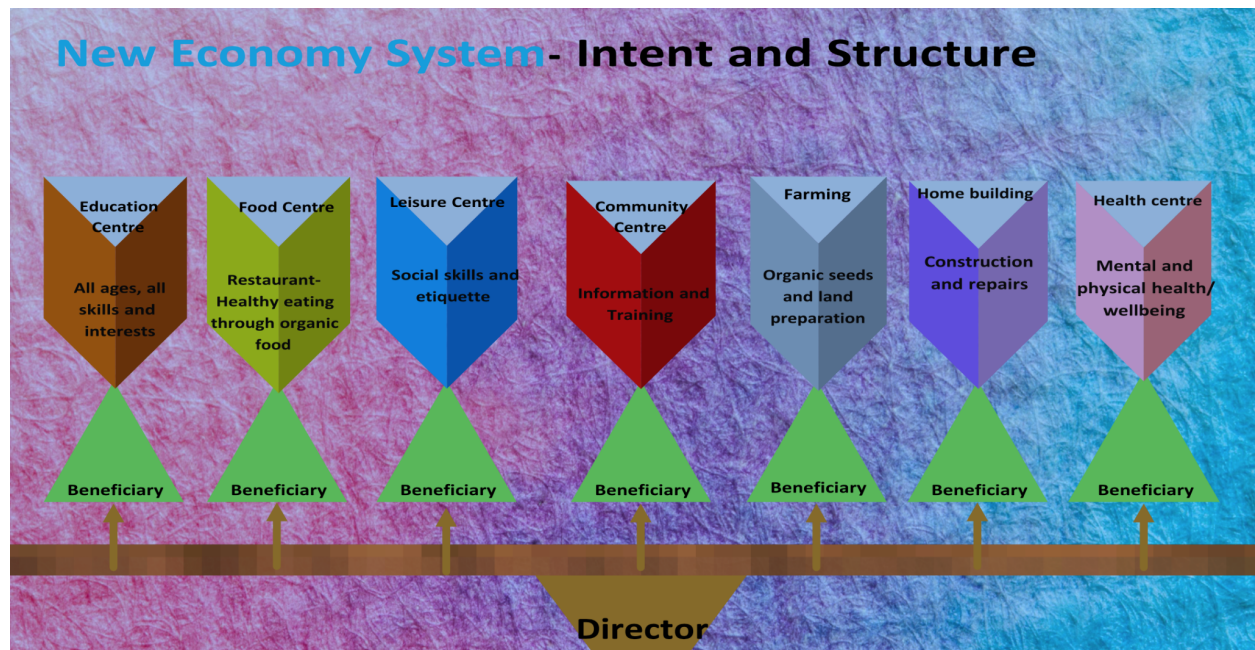 New Economy System- Intent and Structure
Education
Centre
All ages, all
skills and
interests
Food Centre
Restaurant-
Healthy eating
through organic
food
Leisure Centre
Social skills and
etiquette
Community
Centre
Information and
Training
Farming
Organic seeds
and land
preparation
Home building
Construction
and repairs
Health centre
Mental and
physical health/
wellbeing
Beneficiary
Beneficiary
Beneficiary
Beneficiary
Beneficiary
Beneficiary
Beneficiary
Director